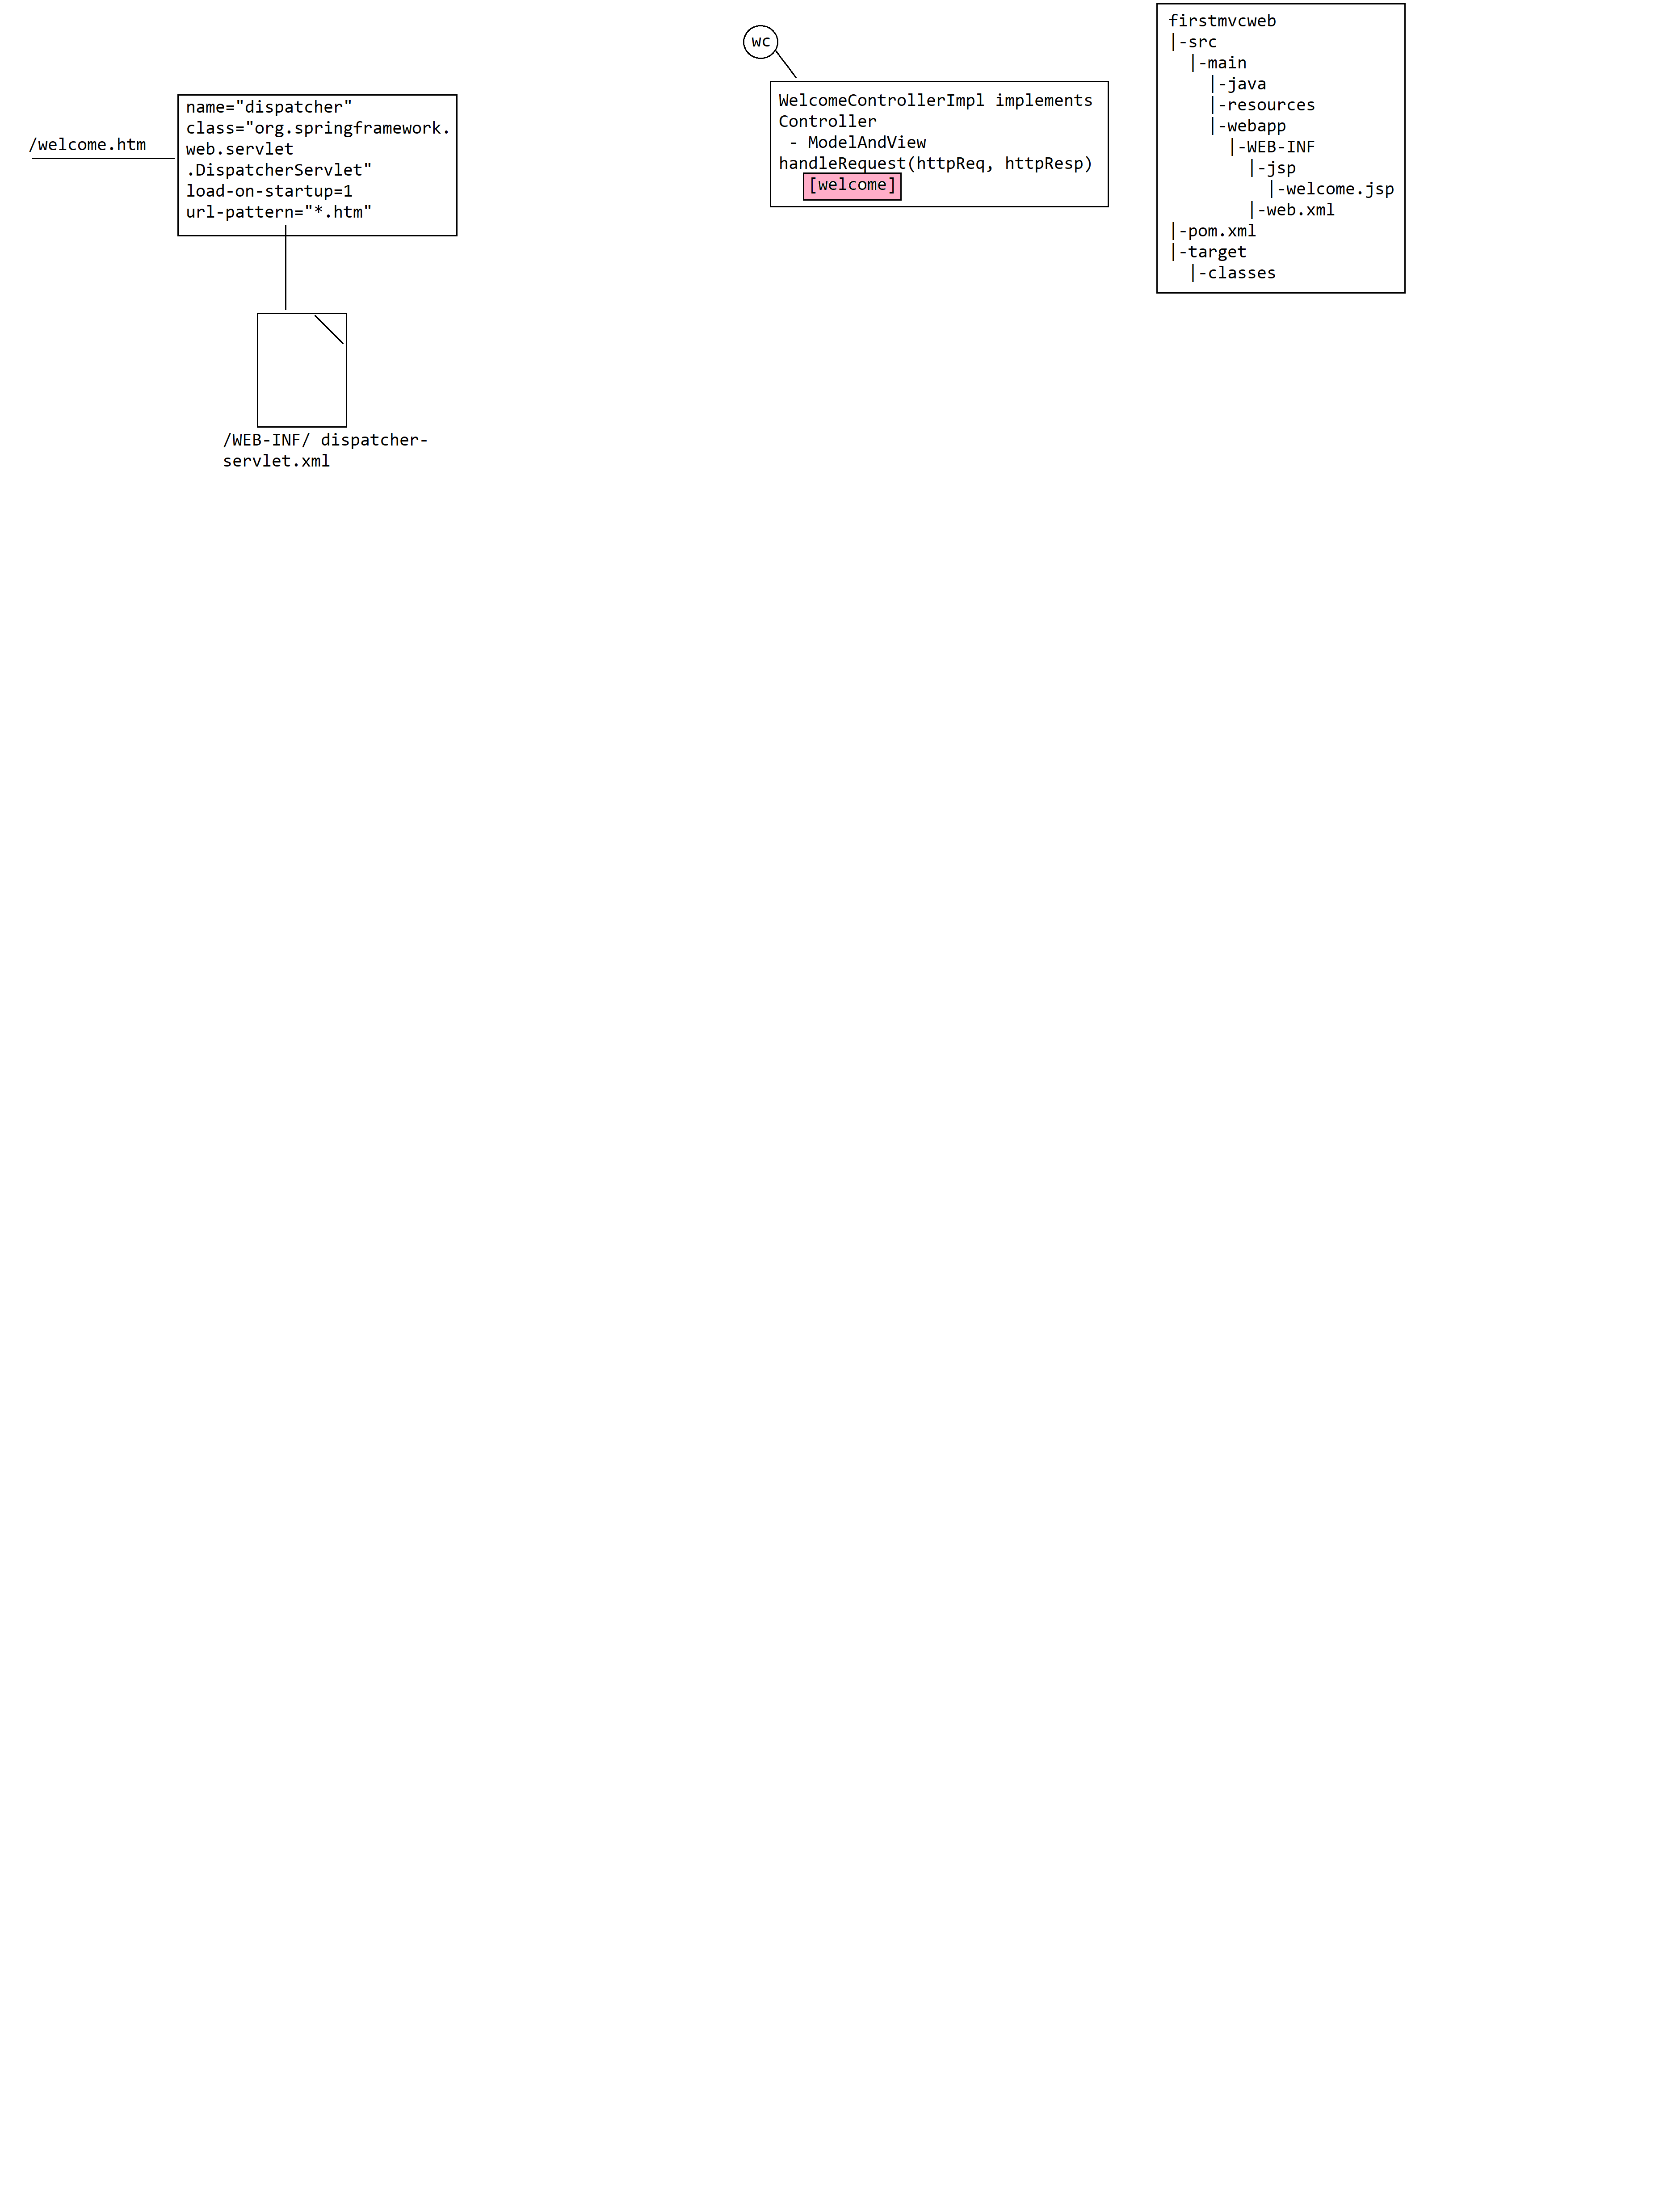 /welcome.htm
name="dispatcher"
class="org.springframework.
web.servlet
.DispatcherServlet"
load-on-startup=1
url-pattern="*.htm"
/WEB-INF/ dispatcher-
servlet.xml
wc
WelcomeControllerImpl implements
Controller
- ModelAndView
handleRequest(httpReq, httpResp)
[welcome]
firstmvcweb
|-src
|-main
|-java
|-resources
|-webapp
|-WEB-INF
|-jsp
|-welcome.jsp
|-web.xml
|-pom.xml
|-target
|-classes